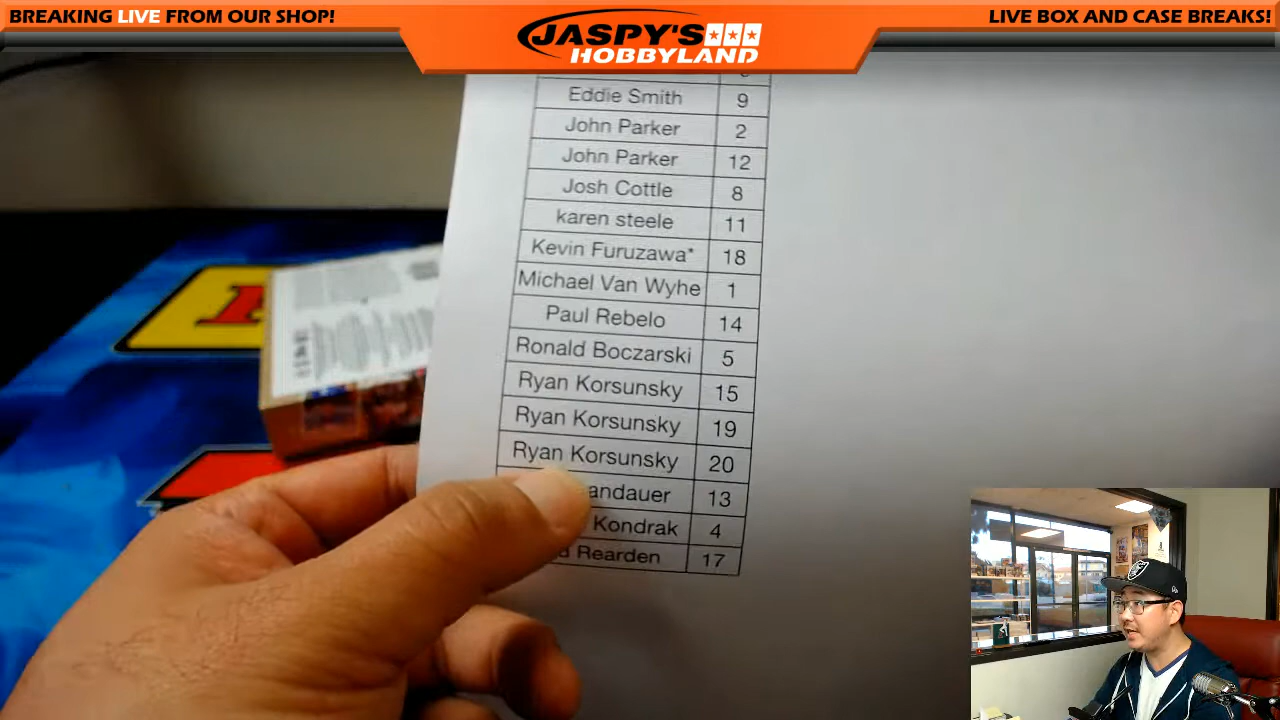 BREAKING LIVE FROM OUR SHOP!
JASPY'S
HOBBYLAND
LIVE BOX AND CASE BREAKS!
Eddie Smith 9
John Parker 2
John Parker 12
Josh Cottle 8
karen steele 11
Kevin Furuzawa* 18
Michael Van Wyhe 1
Paul Rebelo 14
Ronald Boczarski 5
Ryan Korsunsky 15
Ryan Korsunsky 19
Ryan Korsunsky 20
andauer 13
Kondrak 4
d Rearden 17